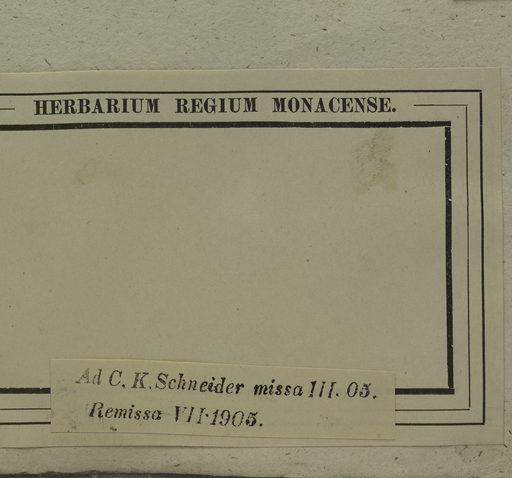 HERBARIUM REGIUM MONACENSE.
Ad C. K. Schneider missa III. 05.
Remissa VII·1905.